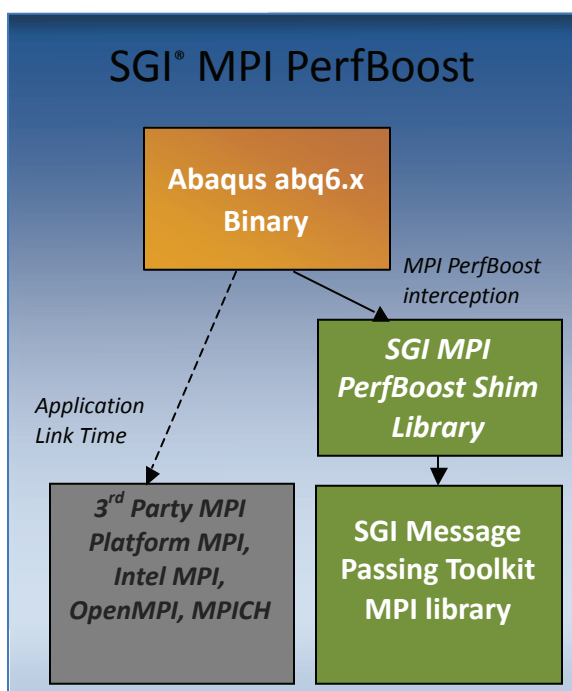 SGI® MPI PerfBoost
Abaqus abq6.x
Binary
MPI PerfBoost
interception
SGI MPI
PerfBoost Shim
Library
Application
Link Time
3rd Party MPI
Platform MPI,
Intel MPI,
OpenMPI, MPICH
SGI Message
Passing Toolkit
MPI library